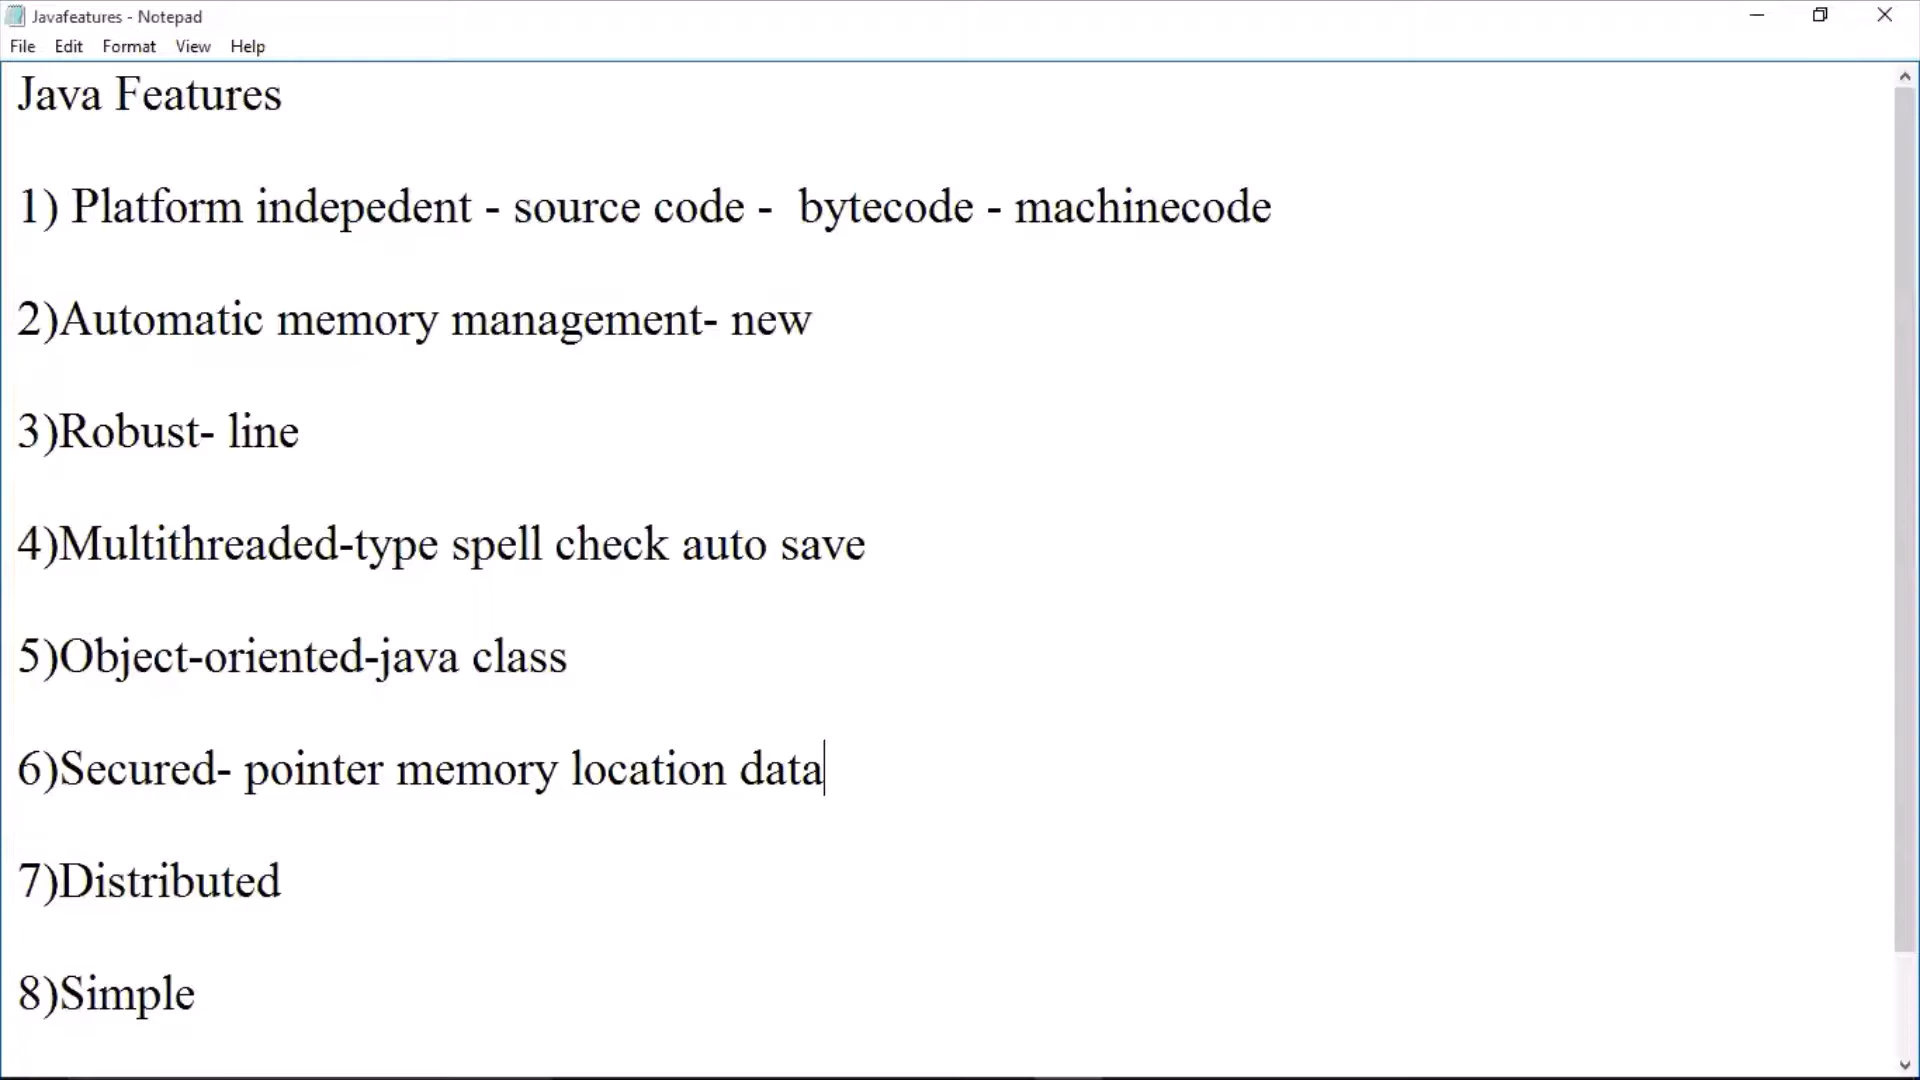 Javafeatures - Notepad
File Edit Format View Help
Java Features
1) Platform indepedent - source code -  bytecode - machinecode
2)Automatic memory management- new
3)Robust- line
4)Multithreaded-type spell check auto save
5)Object-oriented-java class
6)Secured- pointer memory location data
7)Distributed
8)Simple